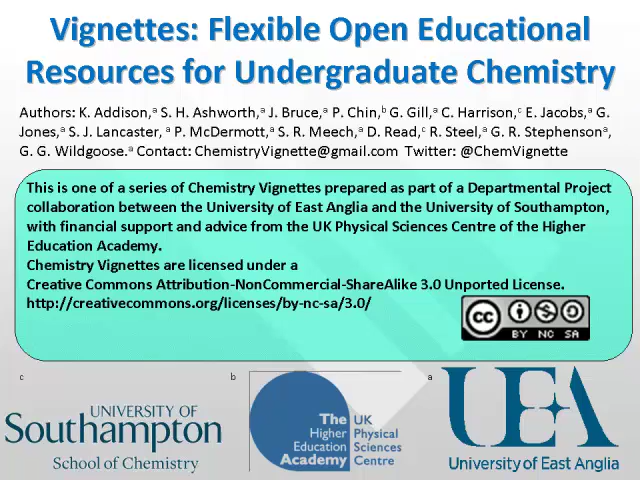 Vignettes: Flexible Open Educational
Resources for Undergraduate Chemistry
Authors: K. Addison,ᵃ S. H. Ashworth,ᵃ J. Bruce,ᵃ P. Chin,ᵇ G. Gill,ᵃ C. Harrison,ᶜ E. Jacobs,ᵃ G.
Jones,ᵃ S. J. Lancaster, ᵃ P. McDermott,ᵃ S. R. Meech,ᵃ D. Read,ᶜ R. Steel,ᵃ G. R. Stephensonᵃ,
G. G. Wildgoose.ᵃ Contact: ChemistryVignette@gmail.com Twitter: @ChemVignette
This is one of a series of Chemistry Vignettes prepared as part of a Departmental Project
collaboration between the University of East Anglia and the University of Southampton,
with financial support and advice from the UK Physical Sciences Centre of the Higher
Education Academy.
Chemistry Vignettes are licensed under a
Creative Commons Attribution-NonCommercial-ShareAlike 3.0 Unported License.
http://creativecommons.org/licenses/by-nc-sa/3.0/
cc
BY NC SA
c
UNIVERSITY OF
Southampton
School of Chemistry
b
The UK
Higher Physical
Education Sciences
Academy Centre
a
UEA
University of East Anglia